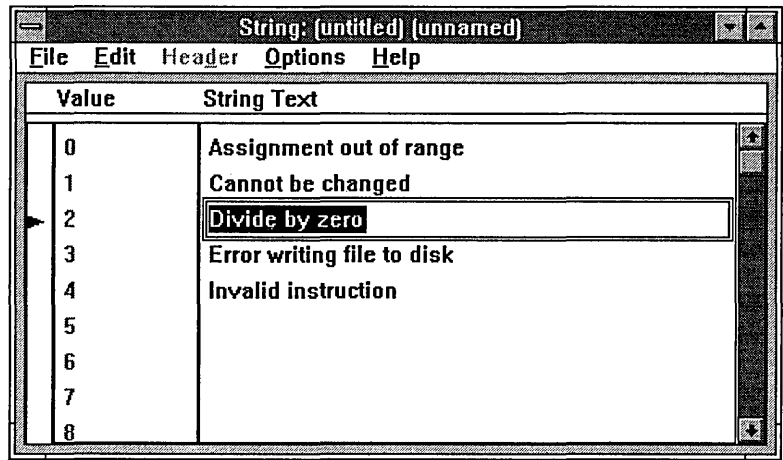 String: (untitled) (unnamed)
File Edit Header Options Help
Value String Text
0 Assignment out of range
1 Cannot be changed
2 Divide by zero
3 Error writing file to disk
4 Invalid instruction
5
6
7
8